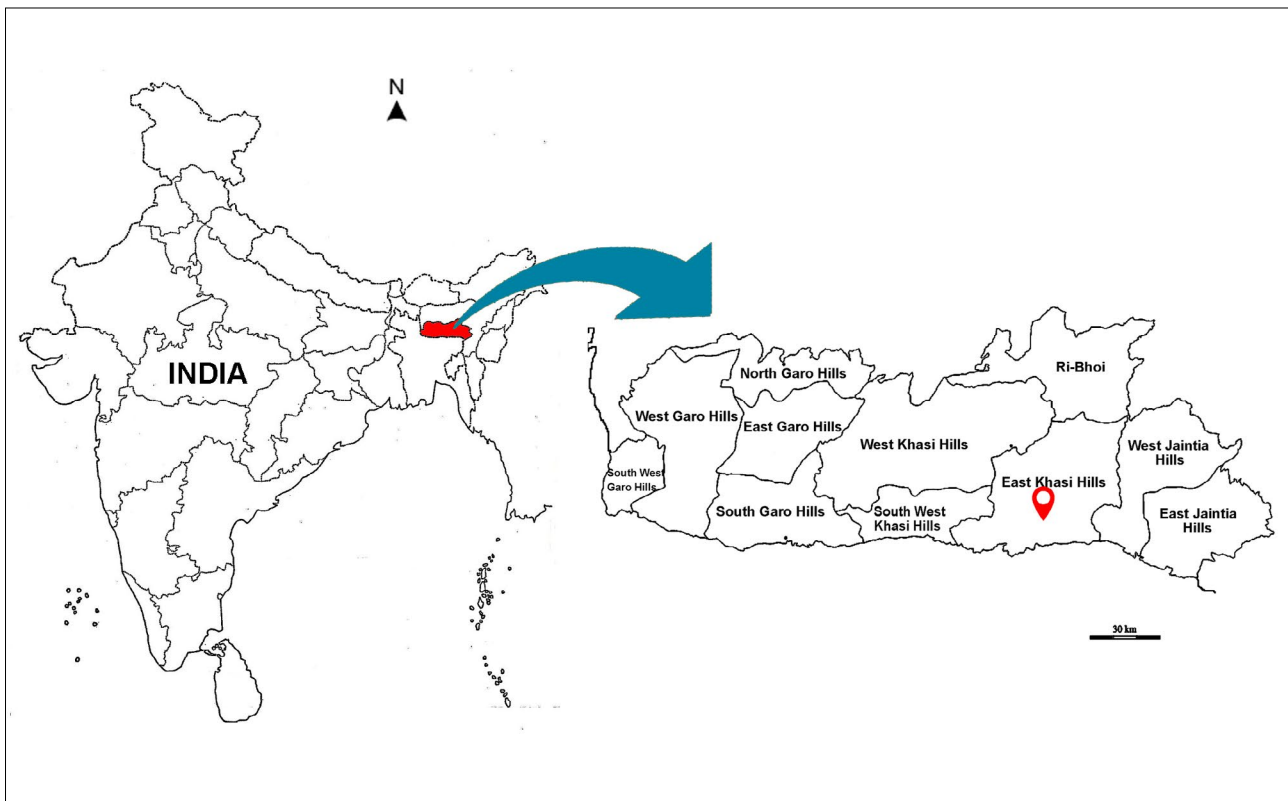 N
INDIA
North Garo Hills
Ri-Bhoi
West Garo Hills
East Garo Hills
West Khasi Hills
West Jaintia
Hills
South West
Garo Hills
East Khasi Hills
South Garo Hills
South West
Khasi Hills
East Jaintia
Hills
30 km